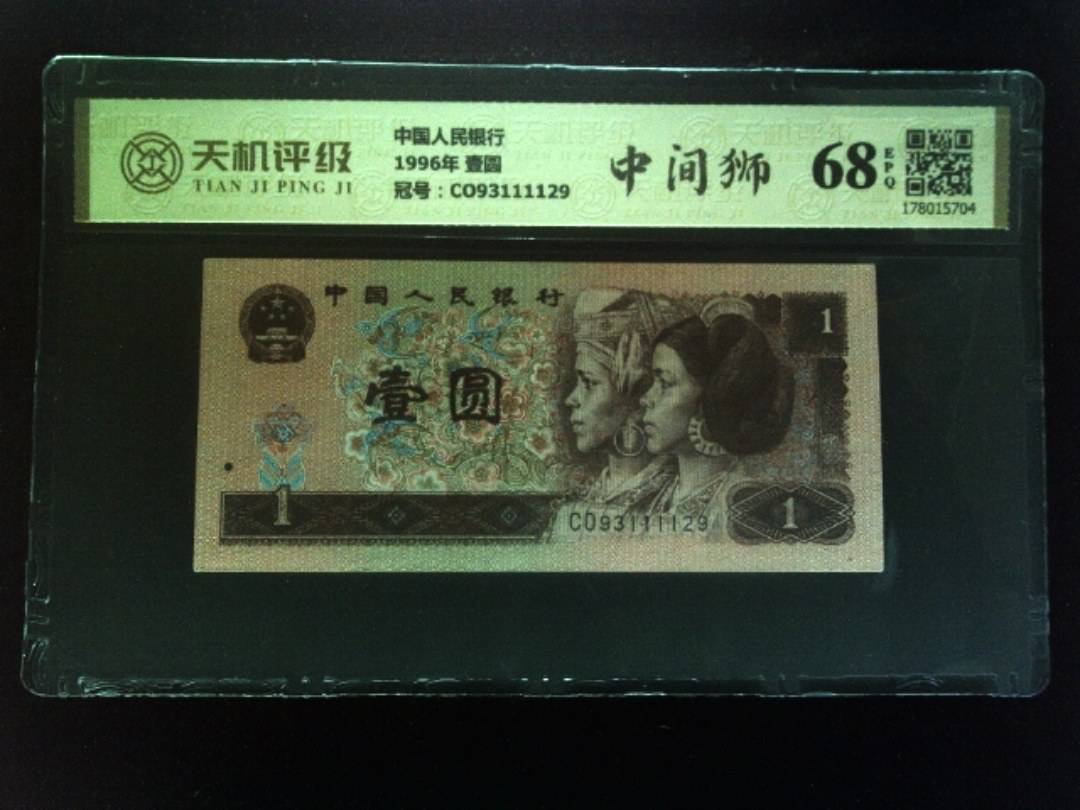 天机评级
TIAN JI PING JI
中国人民银行
1996年 壹圆
冠号：CO93111129
中间狮
68
EPQ
178015704
中国人民银行
1
壹圆
1
CO93111129
1